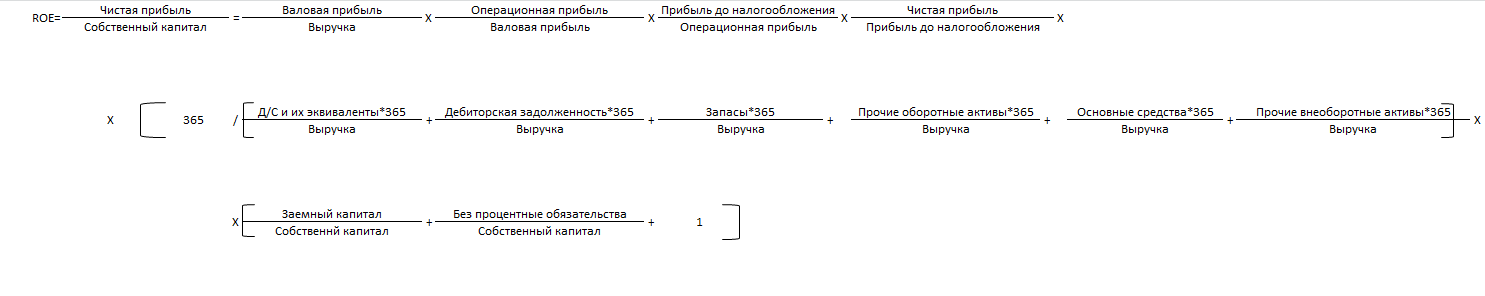 Чистая прибыль Валовая прибыль Операционная прибыль Прибыль до налогообложения Чистая прибыль
ROE= = X X X X
Собственный капитал Выручка Валовая прибыль Операционная прибыль Прибыль до налогообложения
Д/С и их эквиваленты*365 Дебиторская задолженность*365 Запасы*365 Прочие оборотные активы*365 Основные средства*365 Прочие внеоборотные активы*365
X [ 365 / [ + + + + + ] X
Выручка Выручка Выручка Выручка Выручка Выручка
Заемный капитал Без процентные обязательства
X [ + + 1 ]
Собственнй капитал Собственный капитал